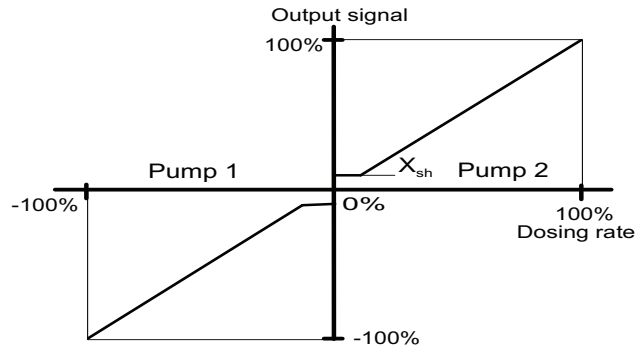 Output signal
100%
Pump 1
X_sh
Pump 2
-100%
0%
100%
Dosing rate
-100%